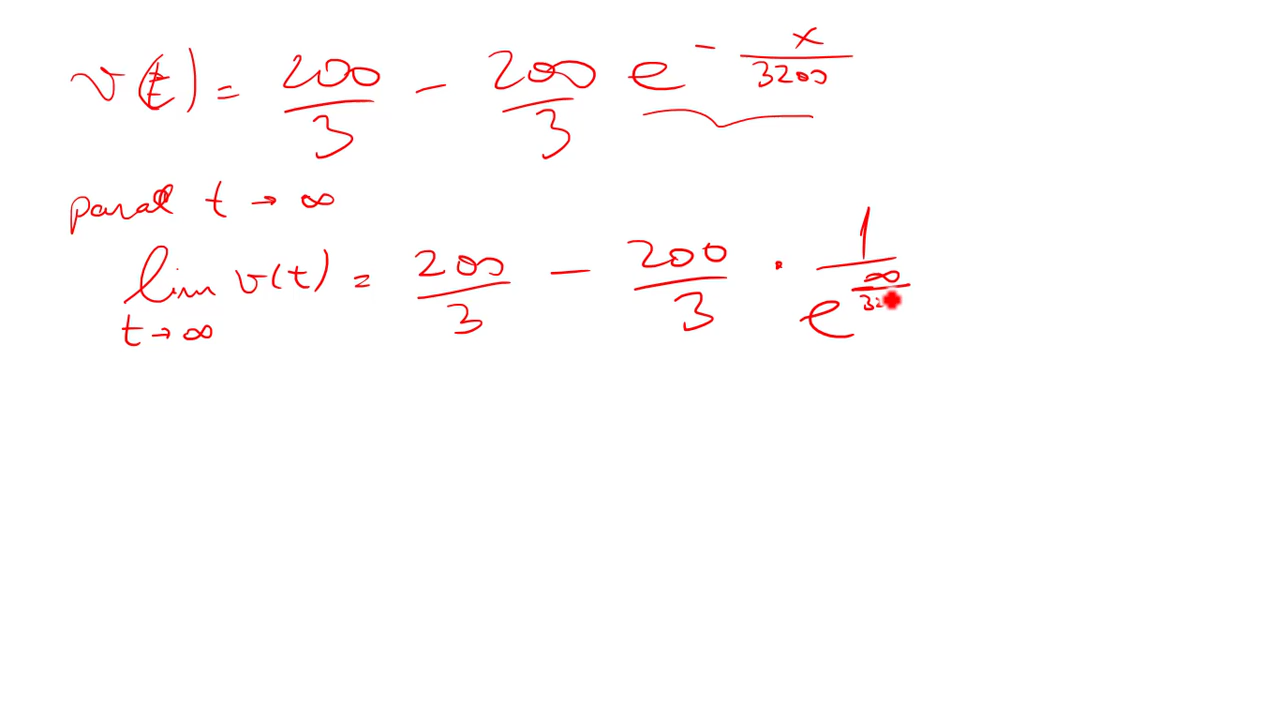 v(t) = 200/3 - 200/3 e^(- x/3200)
para t → ∞
lim t→∞ v(t) = 200/3 - 200/3 · 1/e^(∞/32